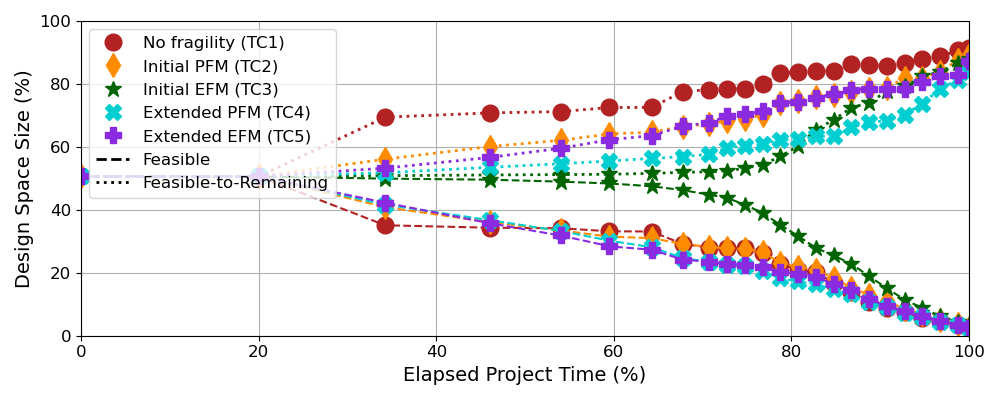 100
80
60
40
20
0
Design Space Size (%)
No fragility (TC1)
Initial PFM (TC2)
Initial EFM (TC3)
Extended PFM (TC4)
Extended EFM (TC5)
Feasible
Feasible-to-Remaining
0 20 40 60 80 100
Elapsed Project Time (%)